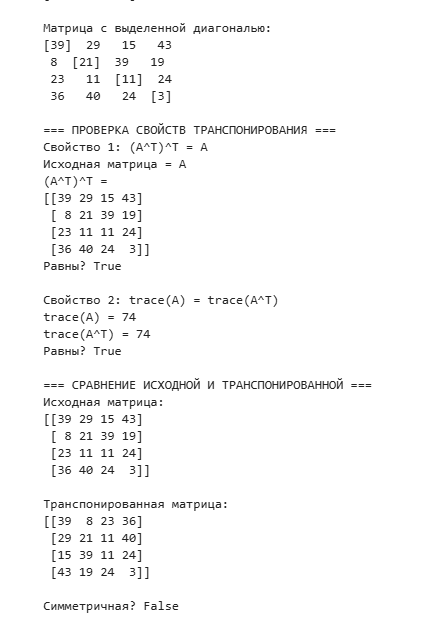 Матрица с выделенной диагональю:
[39]  29   15   43
 8  [21]  39   19
 23   11  [11]  24
 36   40   24  [3]
=== ПРОВЕРКА СВОЙСТВ ТРАНСПОНИРОВАНИЯ ===
Свойство 1: (A^T)^T = A
Исходная матрица = A
(A^T)^T =
[[39 29 15 43]
 [ 8 21 39 19]
 [23 11 11 24]
 [36 40 24  3]]
Равны? True
Свойство 2: trace(A) = trace(A^T)
trace(A) = 74
trace(A^T) = 74
Равны? True
=== СРАВНЕНИЕ ИСХОДНОЙ И ТРАНСПОНИРОВАННОЙ ===
Исходная матрица:
[[39 29 15 43]
 [ 8 21 39 19]
 [23 11 11 24]
 [36 40 24  3]]
Транспонированная матрица:
[[39  8 23 36]
 [29 21 11 40]
 [15 39 11 24]
 [43 19 24  3]]
Симметричная? False